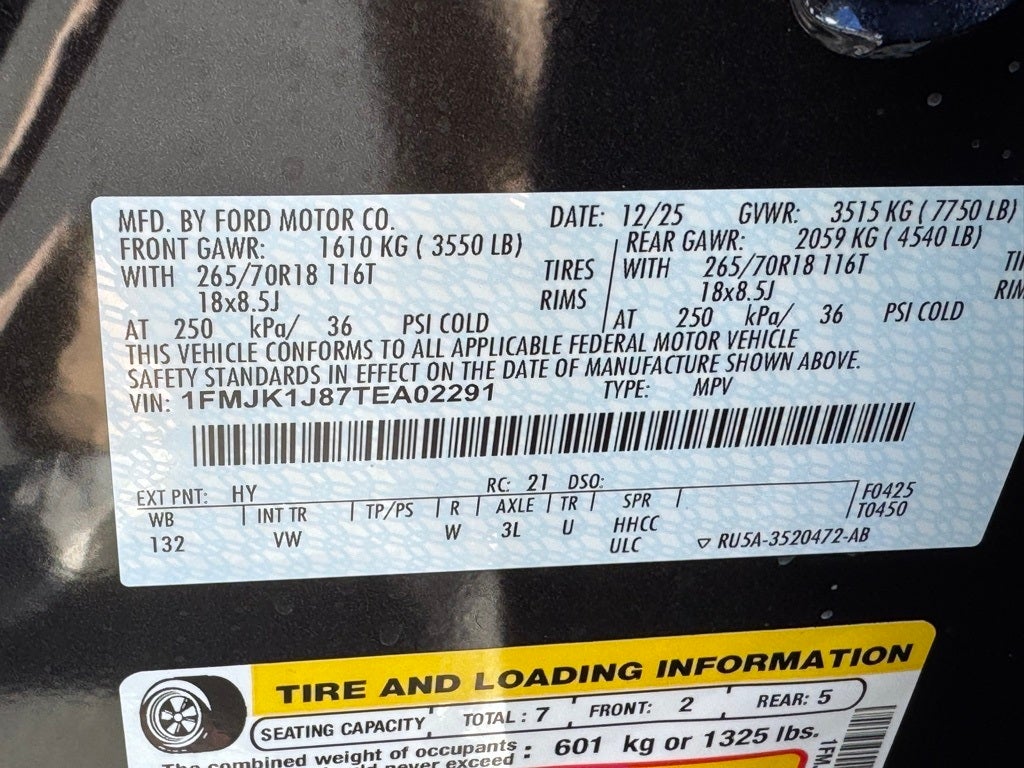 MFD. BY FORD MOTOR CO. DATE: 12/25 GVWR: 3515 KG ( 7750 LB)
FRONT GAWR: 1610 KG ( 3550 LB) REAR GAWR: 2059 KG ( 4540 LB)
WITH 265/70R18 116T TIRES WITH 265/70R18 116T
18x8.5J RIMS 18x8.5J RIM
AT 250 kPa/ 36 PSI COLD AT 250 kPa/ 36 PSI COLD
THIS VEHICLE CONFORMS TO ALL APPLICABLE FEDERAL MOTOR VEHICLE
SAFETY STANDARDS IN EFFECT ON THE DATE OF MANUFACTURE SHOWN ABOVE.
VIN: 1FMJK1J87TEA02291 TYPE: MPV
EXT PNT: HY RC: 21 DSO: F0425
WB INT TR TP/PS R AXLE TR SPR T0450
132 VW W 3L U HHCC
ULC RU5A-3520472-AB
TIRE AND LOADING INFORMATION
SEATING CAPACITY TOTAL : 7 FRONT: 2 REAR: 5
The combined weight of occupants : 601 kg or 1325 lbs.
never exceed
1FM